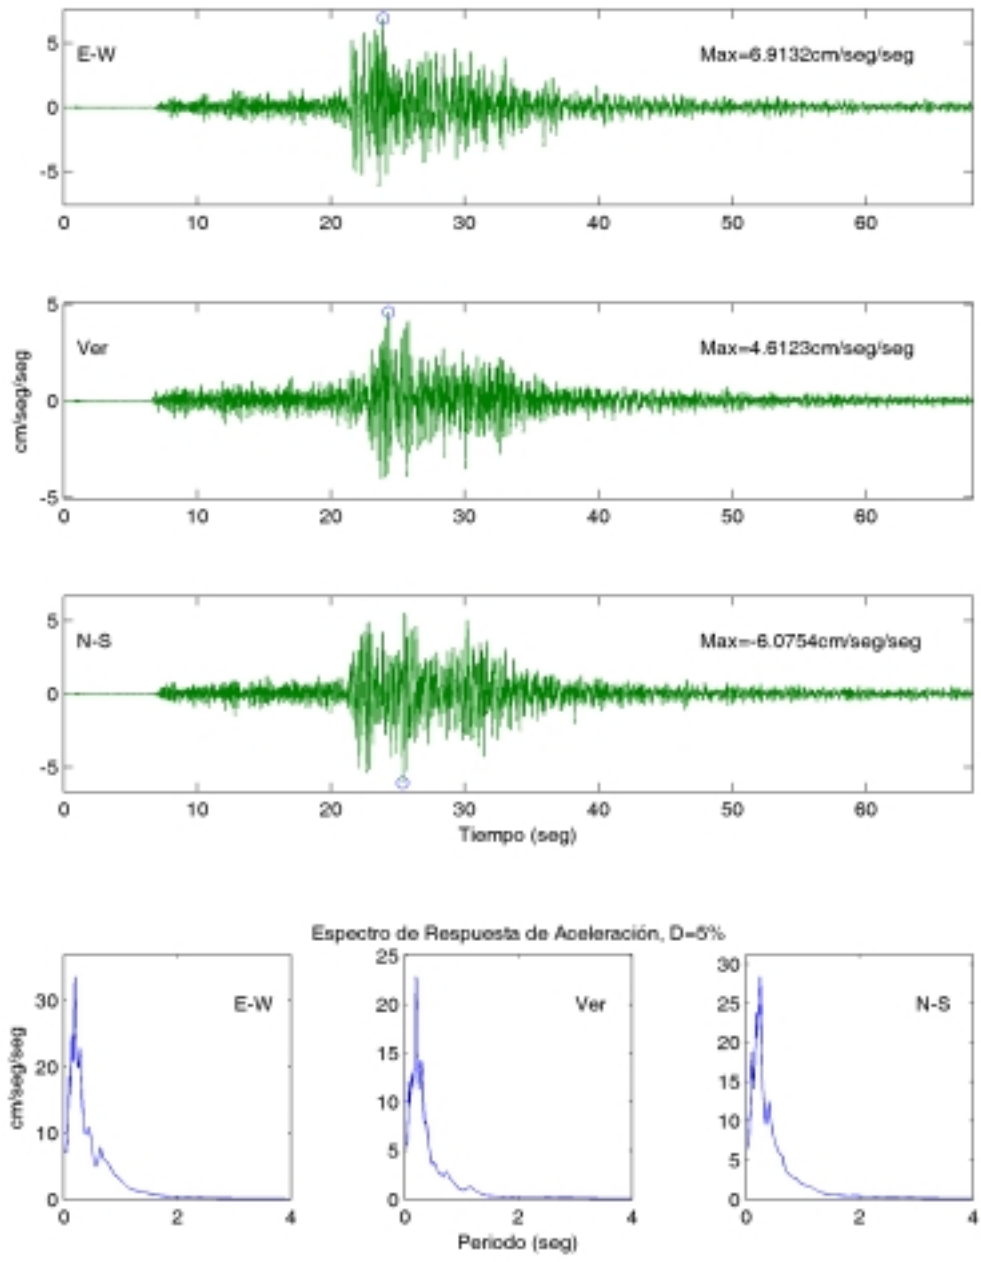 5
E-W
Max=6.9132cm/seg/seg
0
-5
0 10 20 30 40 50 60
5
Ver
Max=4.6123cm/seg/seg
cm/seg/seg
0
-5
0 10 20 30 40 50 60
5
N-S
Max=-6.0754cm/seg/seg
0
-5
0 10 20 30 40 50 60
Tiempo (seg)
Espectro de Respuesta de Aceleración, D=5%
cm/seg/seg
30
20
10
0
E-W
0 2 4
25
20
15
10
5
0
Ver
0 2 4
30
25
20
15
10
5
0
N-S
0 2 4
Periodo (seg)